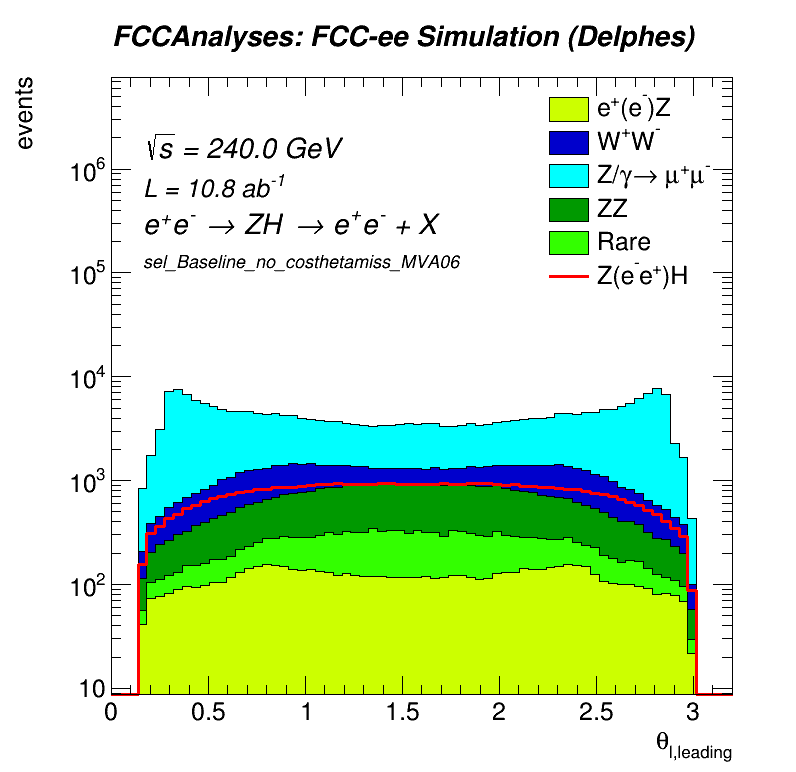 FCCAnalyses: FCC-ee Simulation (Delphes)
events
√s = 240.0 GeV
L = 10.8 ab⁻¹
e⁺e⁻ → ZH → e⁺e⁻ + X
sel_Baseline_no_costhetamiss_MVA06
e⁺(e⁻)Z
W⁺W⁻
Z/γ→ μ⁺μ⁻
ZZ
Rare
Z(e⁻e⁺)H
10⁶
10⁵
10⁴
10³
10²
10
0 0.5 1 1.5 2 2.5 3
θl,leading